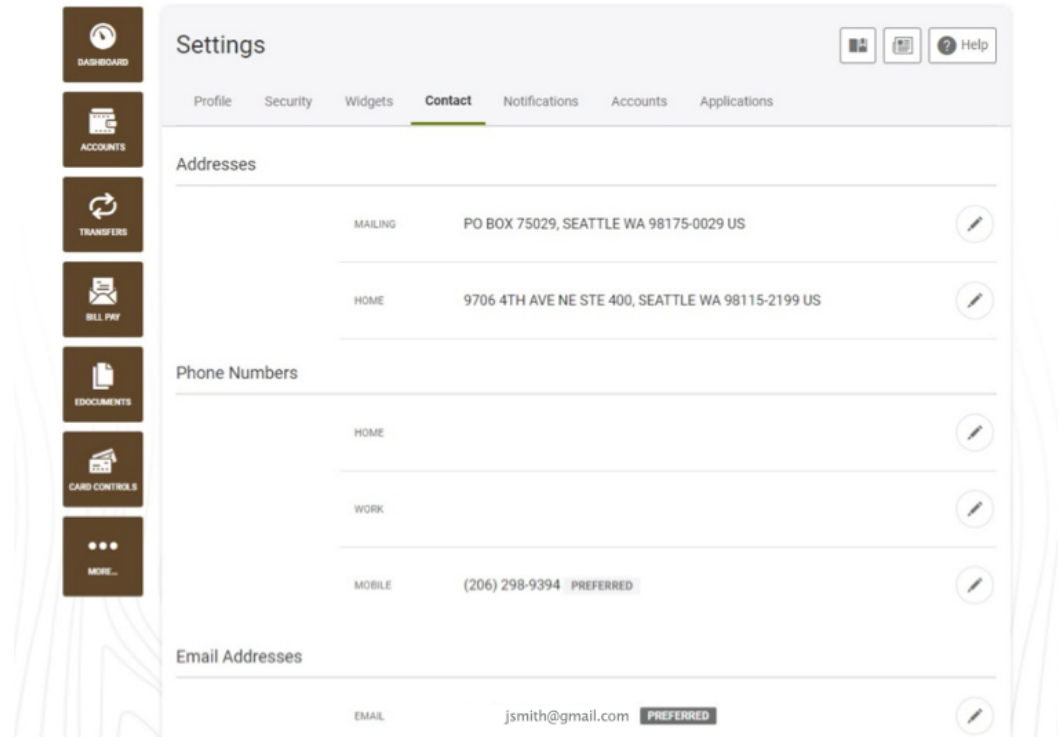 DASHBOARD
ACCOUNTS
TRANSFERS
BILL PAY
EDOCUMENTS
CARD CONTROLS
MORE...
Settings
Help
Profile Security Widgets Contact Notifications Accounts Applications
Addresses
MAILING PO BOX 75029, SEATTLE WA 98175-0029 US
HOME 9706 4TH AVE NE STE 400, SEATTLE WA 98115-2199 US
Phone Numbers
HOME
WORK
MOBILE (206) 298-9394 PREFERRED
Email Addresses
EMAIL jsmith@gmail.com PREFERRED